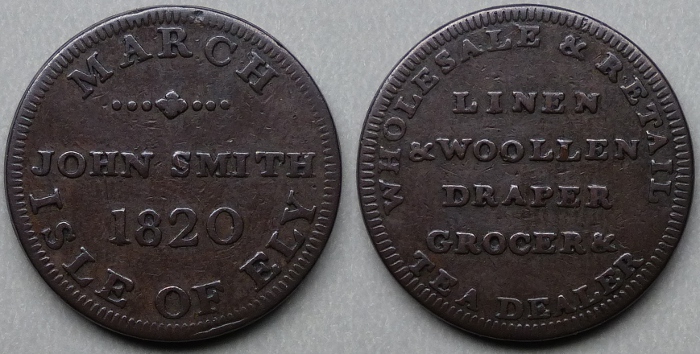 MARCH
JOHN SMITH
1820
ISLE OF ELY
WHOLESALE & RETAIL
LINEN
& WOOLLEN
DRAPER
GROCER &
TEA DEALER